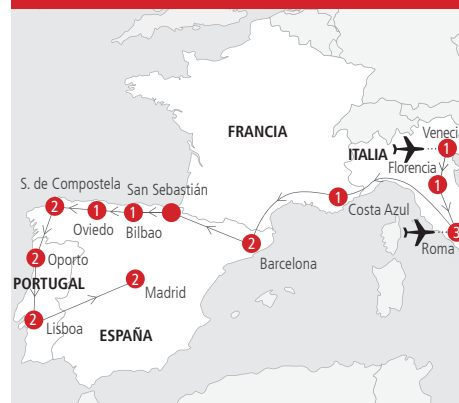 FRANCIA
Venecia
1
ITALIA
Florencia
1
S. de Compostela
San Sebastián
1
2
1
1
Costa Azul
Oviedo
Bilbao
3
2
Roma
2
Oporto
Barcelona
PORTUGAL
2
Madrid
2
Lisboa
ESPAÑA